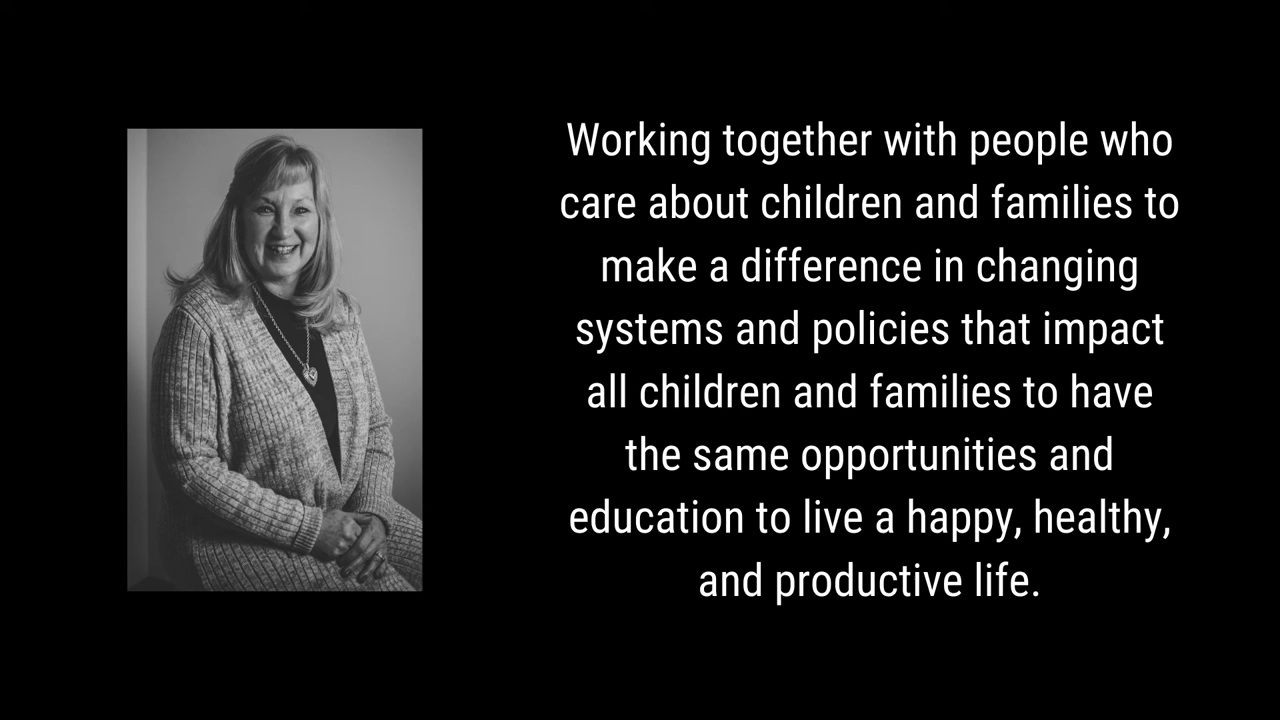 Working together with people who
care about children and families to
make a difference in changing
systems and policies that impact
all children and families to have
the same opportunities and
education to live a happy, healthy,
and productive life.